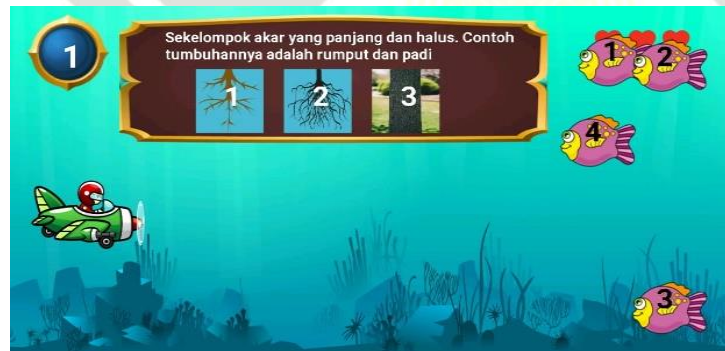 1
Sekelompok akar yang panjang dan halus. Contoh
tumbuhannya adalah rumput dan padi
1 2 3
1 2
4
3